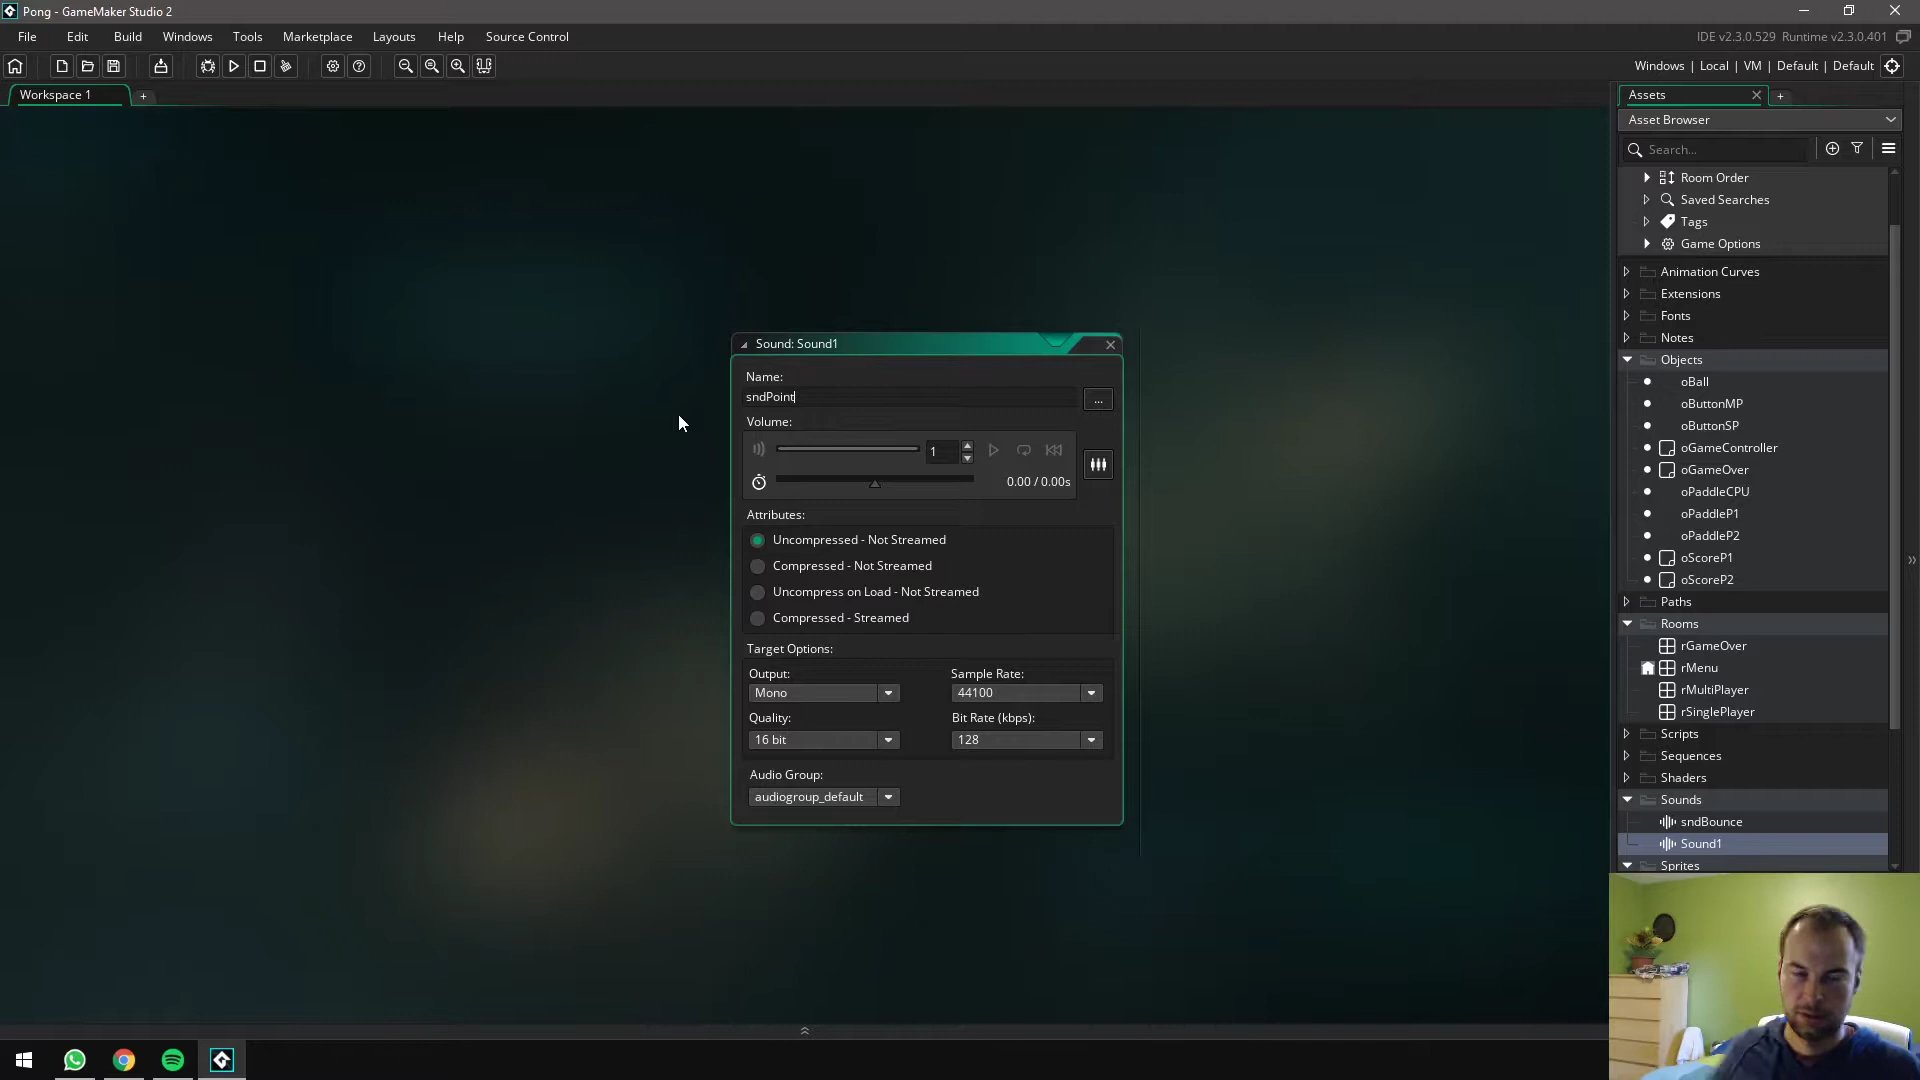 Pong - GameMaker Studio 2
File Edit Build Windows Tools Marketplace Layouts Help Source Control
IDE v2.3.0.529 Runtime v2.3.0.401
Windows | Local | VM | Default | Default
Workspace 1
+
Assets
+
Asset Browser
Search...
Room Order
Saved Searches
Tags
Game Options
Animation Curves
Extensions
Fonts
Notes
Objects
oBall
oButtonMP
oButtonSP
oGameController
oGameOver
oPaddleCPU
oPaddleP1
oPaddleP2
oScoreP1
oScoreP2
Paths
Rooms
rGameOver
rMenu
rMultiPlayer
rSinglePlayer
Scripts
Sequences
Shaders
Sounds
sndBounce
Sound1
Sprites
Sound: Sound1
Name:
sndPoint
...
Volume:
1
0.00 / 0.00s
Attributes:
Uncompressed - Not Streamed
Compressed - Not Streamed
Uncompress on Load - Not Streamed
Compressed - Streamed
Target Options:
Output:
Sample Rate:
Mono
44100
Quality:
Bit Rate (kbps):
16 bit
128
Audio Group:
audiogroup_default